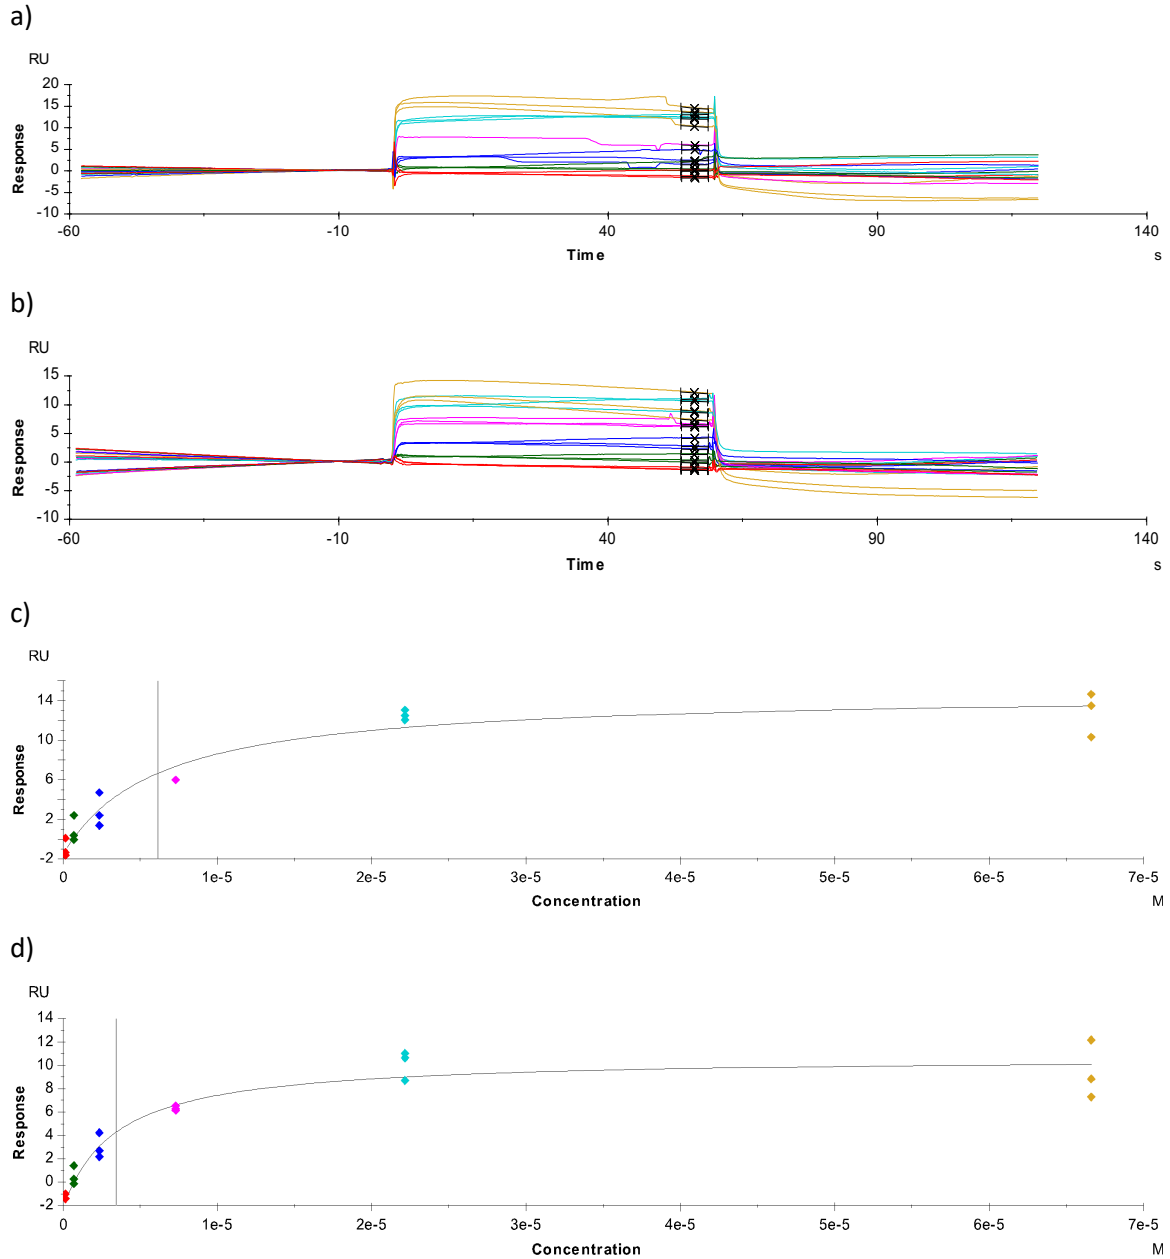 a)
RU
20
15
10
5
0
-5
-10
Response
-60
-10
40
90
140
Time
s
b)
RU
15
10
5
0
-5
-10
Response
-60
-10
40
90
140
Time
s
c)
RU
14
10
6
2
-2
Response
0
1e-5
2e-5
3e-5
4e-5
5e-5
6e-5
7e-5
Concentration
M
d)
RU
14
12
10
8
6
4
2
0
-2
Response
0
1e-5
2e-5
3e-5
4e-5
5e-5
6e-5
7e-5
Concentration
M